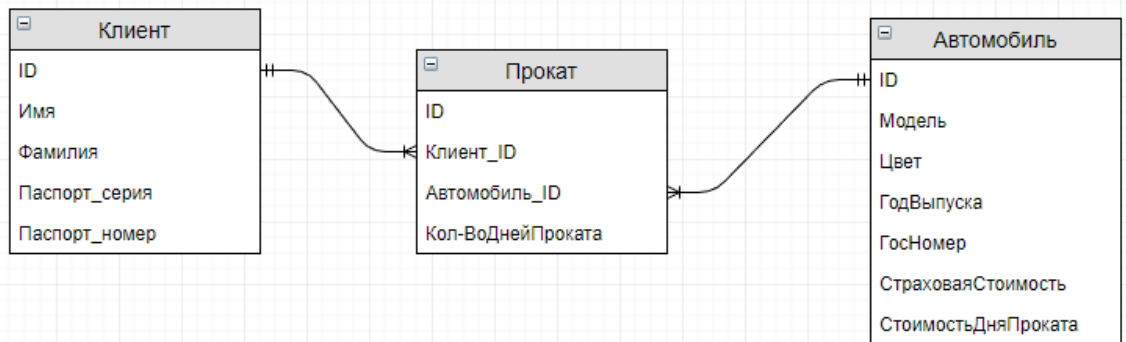 Клиент
ID
Имя
Фамилия
Паспорт_серия
Паспорт_номер
Прокат
ID
Клиент_ID
Автомобиль_ID
Кол-ВоДнейПроката
Автомобиль
ID
Модель
Цвет
ГодВыпуска
ГосНомер
СтраховаяСтоимость
СтоимостьДняПроката